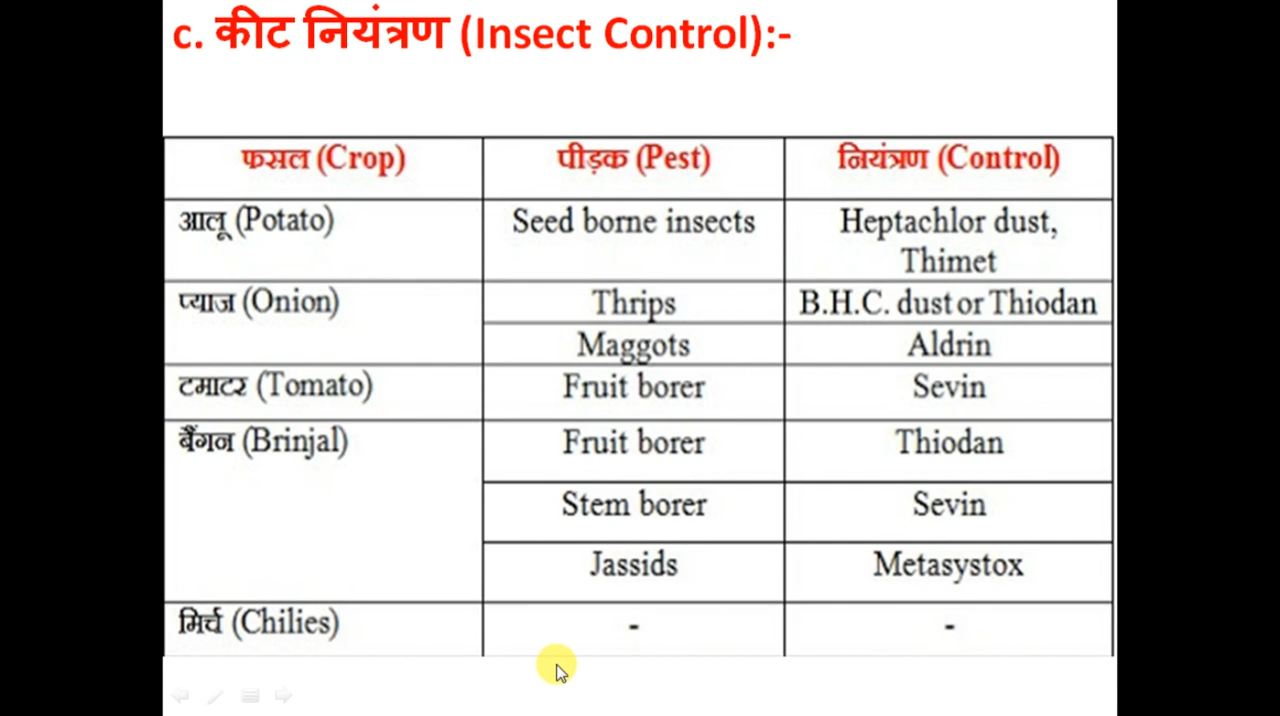 c. कीट नियंत्रण (Insect Control):-
फसल (Crop) पीड़क (Pest) नियंत्रण (Control)
आलू (Potato) Seed borne insects Heptachlor dust,
Thimet
प्याज (Onion) Thrips B.H.C. dust or Thiodan
Maggots Aldrin
टमाटर (Tomato) Fruit borer Sevin
बैंगन (Brinjal) Fruit borer Thiodan
Stem borer Sevin
Jassids Metasystox
मिर्च (Chilies) - -